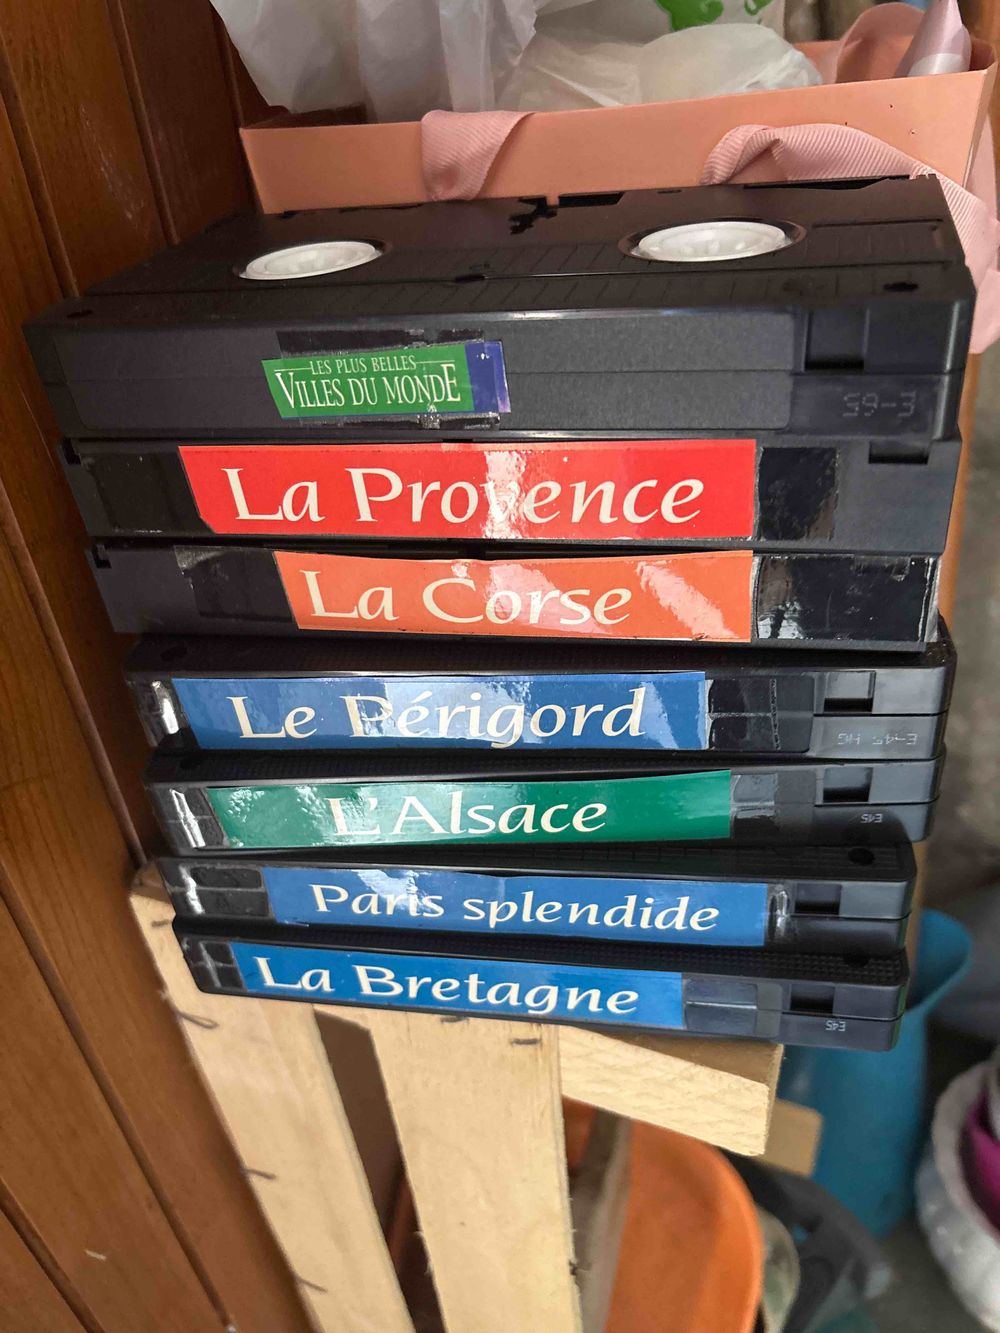 LES PLUS BELLES
VILLES DU MONDE
La Provence
La Corse
Le Périgord
E-45 HG
L'Alsace
E45
Paris splendide
La Bretagne
E45